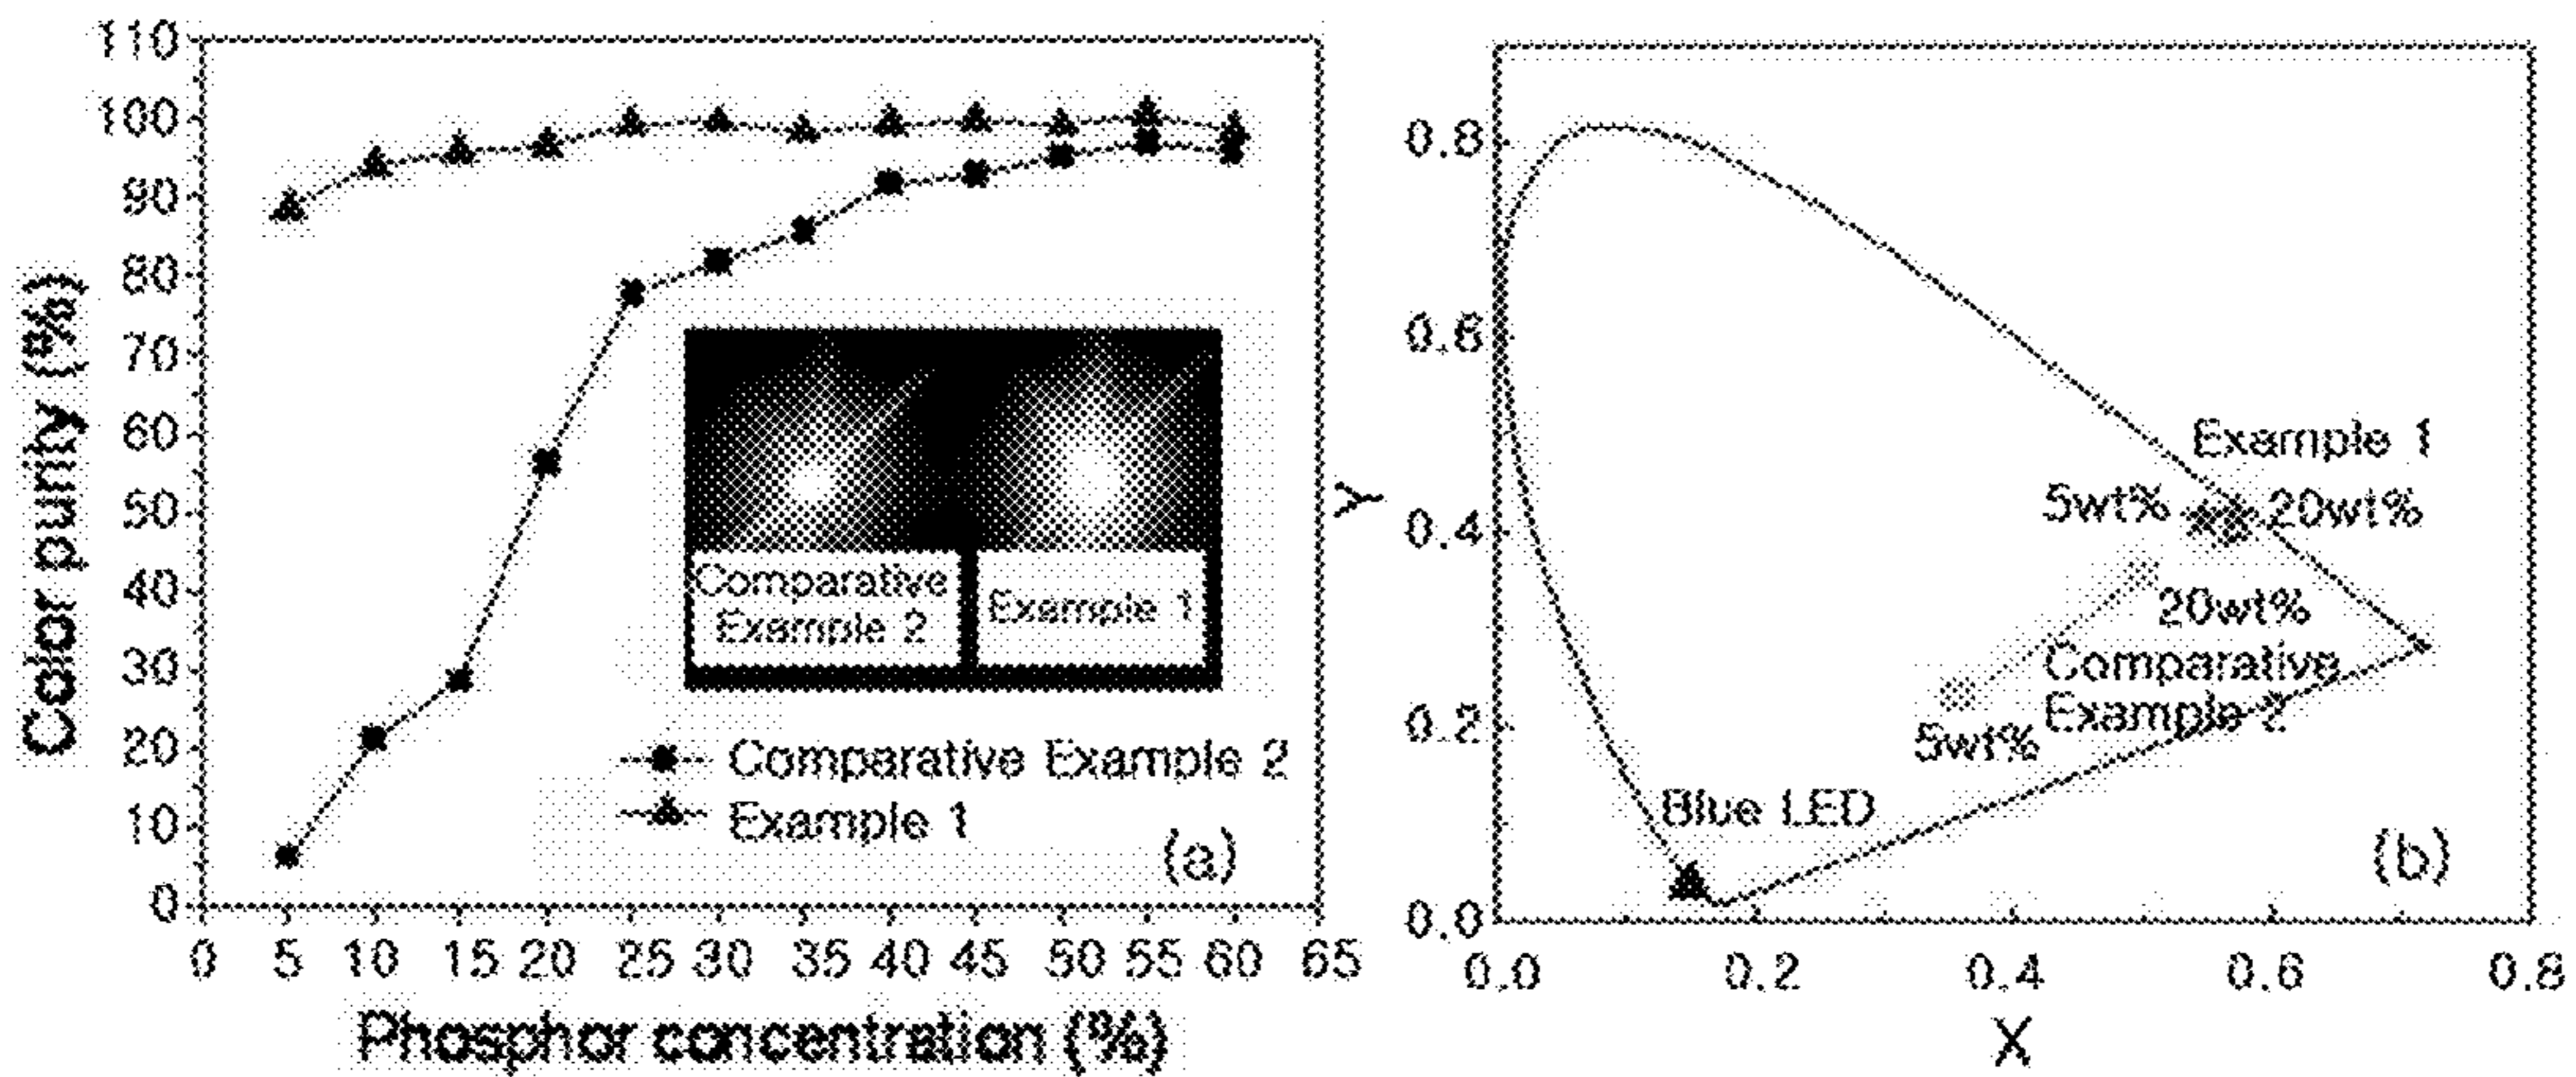 110
100
90
80
70
60
50
40
30
20
10
0
Color purity (%)
Comparative
Example 2
Example 1
Comparative Example 2
Example 1
(a)
0 5 10 15 20 25 30 35 40 45 50 55 60 65
Phosphor concentration (%)
0.8
0.6
0.4
0.2
0.0
Y
Example 1
5wt% 20wt%
20wt%
Comparative
Example 2
5wt%
Blue LED
(b)
0.0 0.2 0.4 0.6 0.8
X